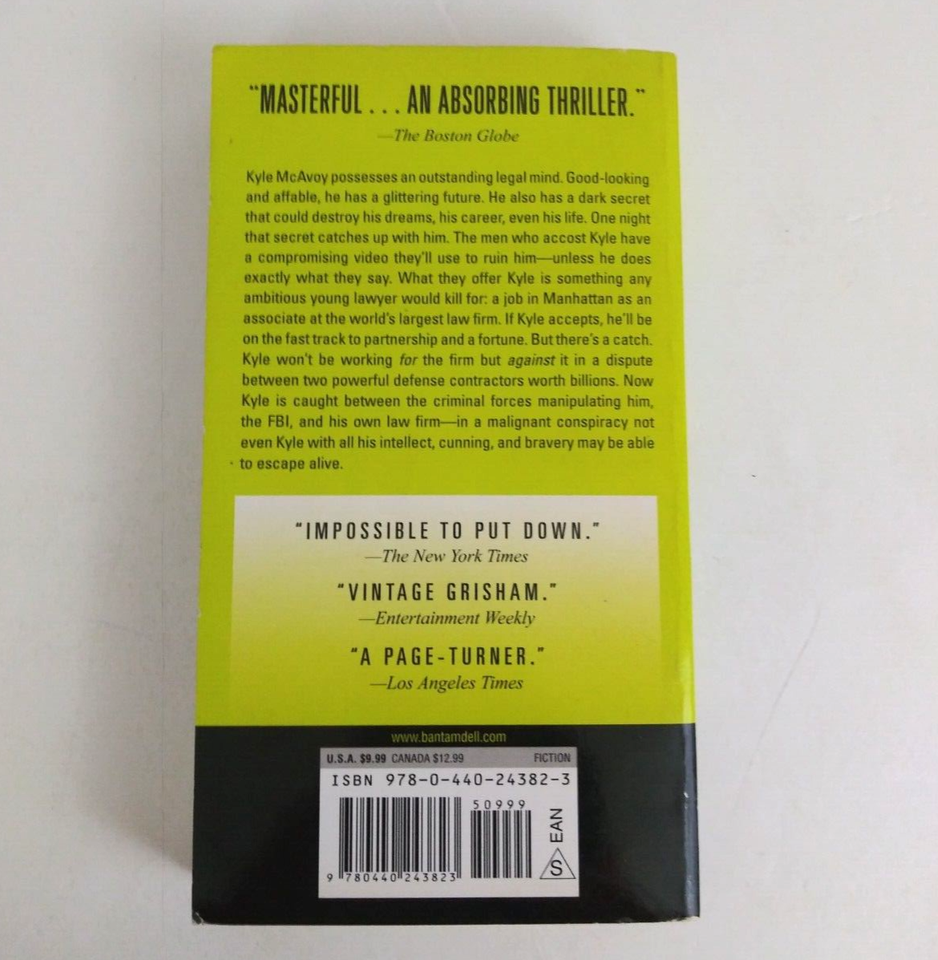 “MASTERFUL . . . AN ABSORBING THRILLER.”
—The Boston Globe
Kyle McAvoy possesses an outstanding legal mind. Good-looking
and affable, he has a glittering future. He also has a dark secret
that could destroy his dreams, his career, even his life. One night
that secret catches up with him. The men who accost Kyle have
a compromising video they’ll use to ruin him—unless he does
exactly what they say. What they offer Kyle is something any
ambitious young lawyer would kill for: a job in Manhattan as an
associate at the world’s largest law firm. If Kyle accepts, he’ll be
on the fast track to partnership and a fortune. But there’s a catch.
Kyle won’t be working for the firm but against it in a dispute
between two powerful defense contractors worth billions. Now
Kyle is caught between the criminal forces manipulating him,
the FBI, and his own law firm—in a malignant conspiracy not
even Kyle with all his intellect, cunning, and bravery may be able
to escape alive.
“IMPOSSIBLE TO PUT DOWN.”
—The New York Times
“VINTAGE GRISHAM.”
—Entertainment Weekly
“A PAGE-TURNER.”
—Los Angeles Times
www.bantamdell.com
U.S.A. $9.99 CANADA $12.99 FICTION
ISBN 978-0-440-24382-3
50999
9 780440 243823
S EAN